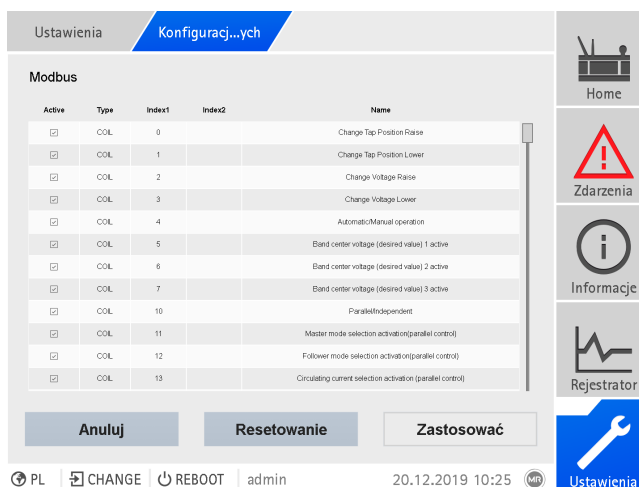 Ustawienia
Konfiguracj...ych
Modbus
Active Type Index1 Index2 Name
COIL 0 Change Tap Position Raise
COIL 1 Change Tap Position Lower
COIL 2 Change Voltage Raise
COIL 3 Change Voltage Lower
COIL 4 Automatic/Manual operation
COIL 5 Band center voltage (desired value) 1 active
COIL 6 Band center voltage (desired value) 2 active
COIL 7 Band center voltage (desired value) 3 active
COIL 10 Parallel/Independent
COIL 11 Master mode selection activation(parallel control)
COIL 12 Follower mode selection activation(parallel control)
COIL 13 Circulating current selection activation (parallel control)
Anuluj Resetowanie Zastosować
PL CHANGE REBOOT admin 20.12.2019 10:25 MR
Home
Zdarzenia
Informacje
Rejestrator
Ustawienia